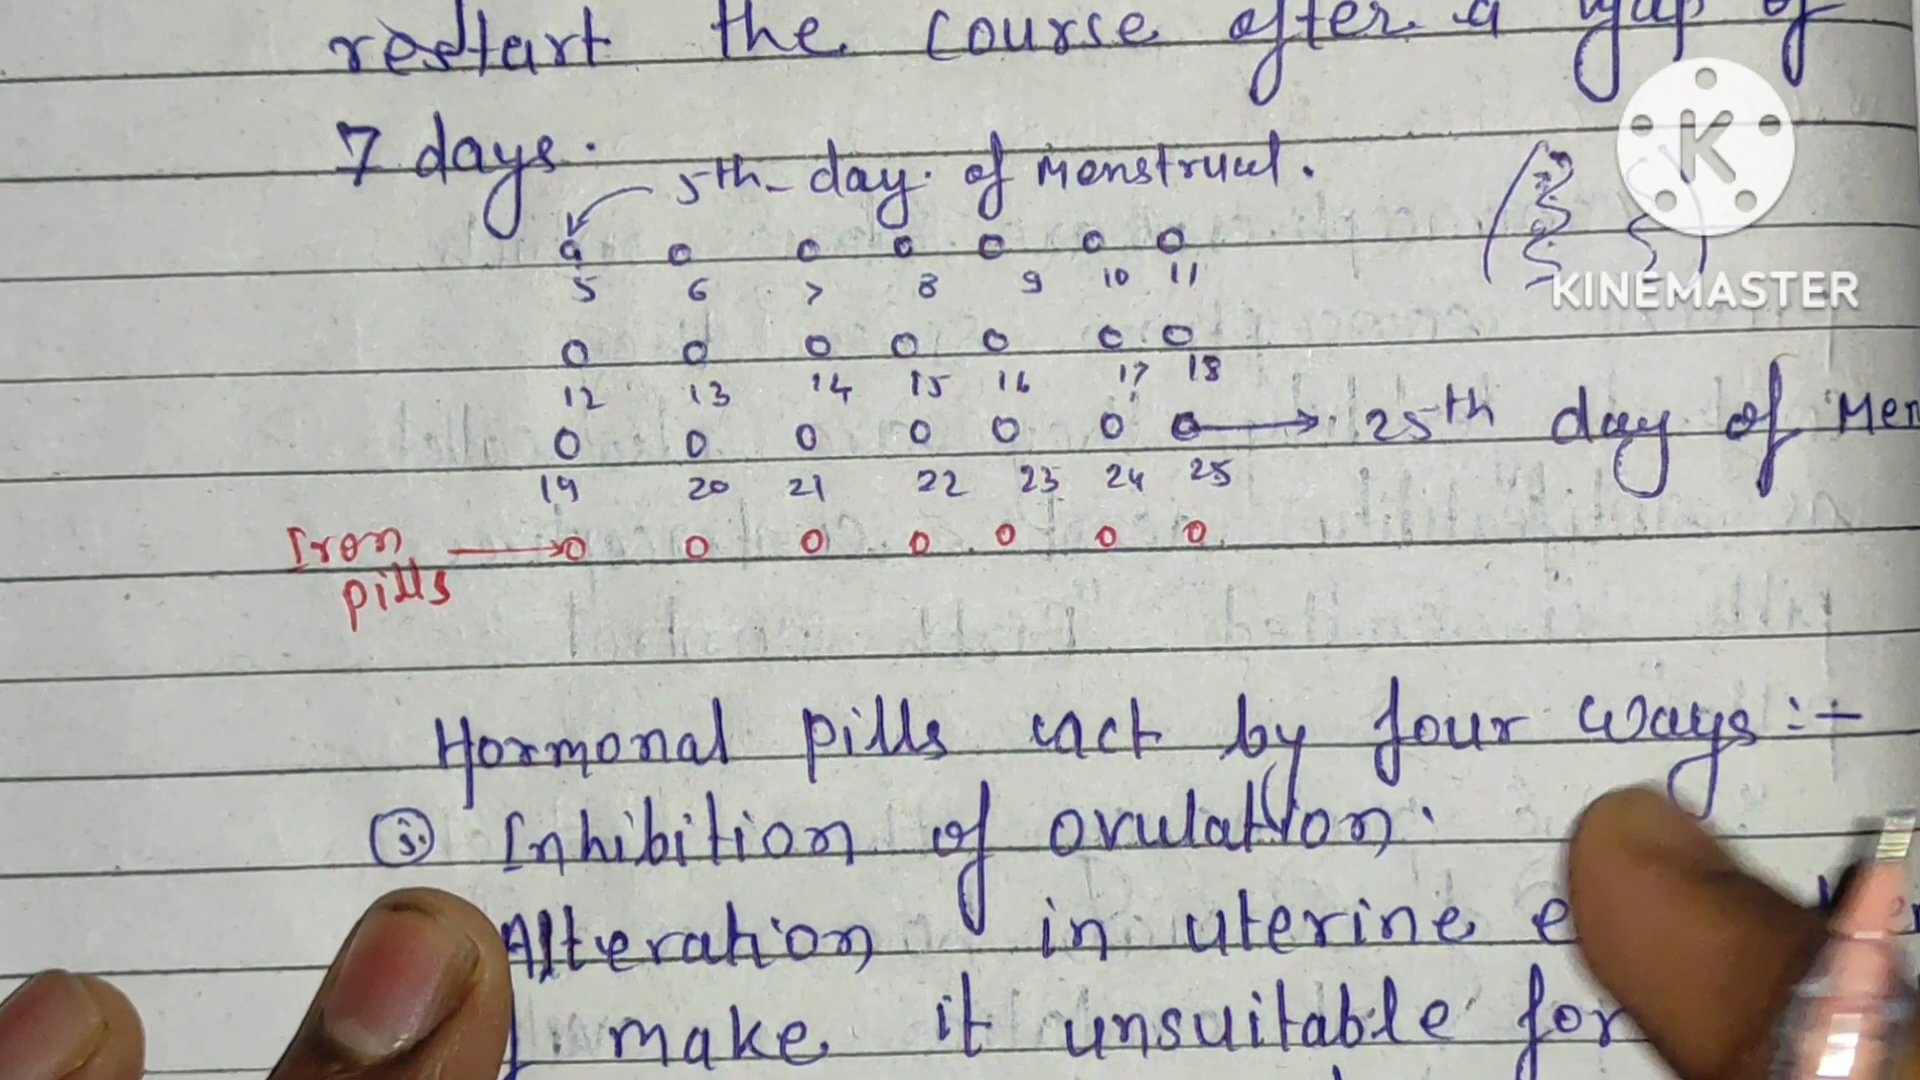 restart the course after a gap of
7 days.
5th day of Menstrual.
5 6 7 8 9 10 11
K
KINEMASTER
12 13 14 15 16 17 18
25th day of Men
19 20 21 22 23 24 25
Iron
pills
Hormonal pills act by four ways :-
(i) Inhibition of ovulation.
Alteration in uterine
make it unsuitable for